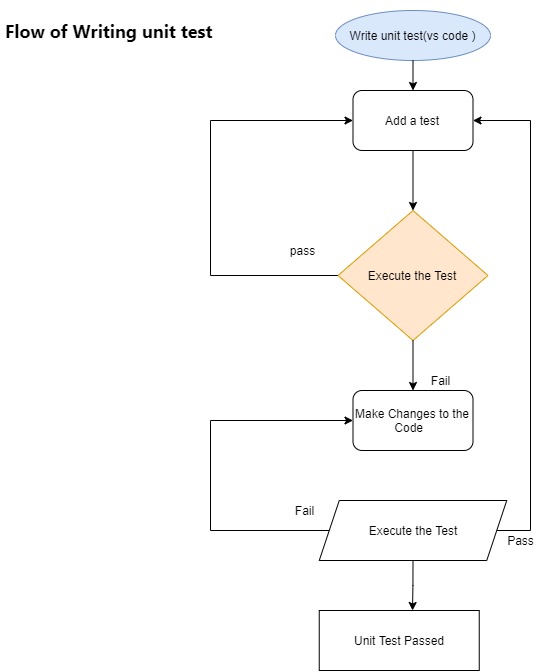 Flow of Writing unit test
Write unit test(vs code )
Add a test
pass
Execute the Test
Fail
Make Changes to the
Code
Fail
Execute the Test
Pass
Unit Test Passed